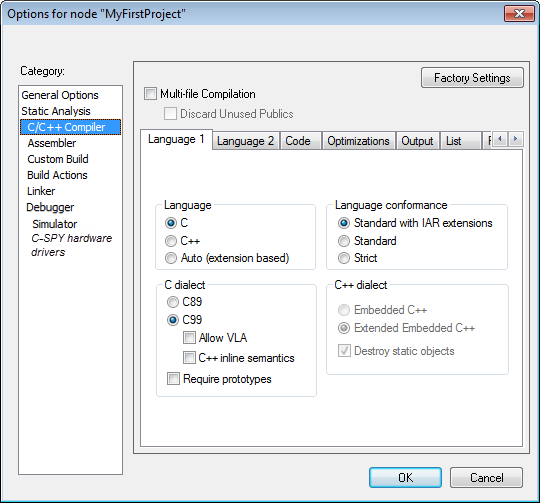 Options for node "MyFirstProject"
Category:
General Options
Static Analysis
C/C++ Compiler
Assembler
Custom Build
Build Actions
Linker
Debugger
Simulator
C-SPY hardware
drivers
Factory Settings
Multi-file Compilation
Discard Unused Publics
Language 1 Language 2 Code Optimizations Output List
Language
C
C++
Auto (extension based)
Language conformance
Standard with IAR extensions
Standard
Strict
C dialect
C89
C99
Allow VLA
C++ inline semantics
Require prototypes
C++ dialect
Embedded C++
Extended Embedded C++
Destroy static objects
OK Cancel